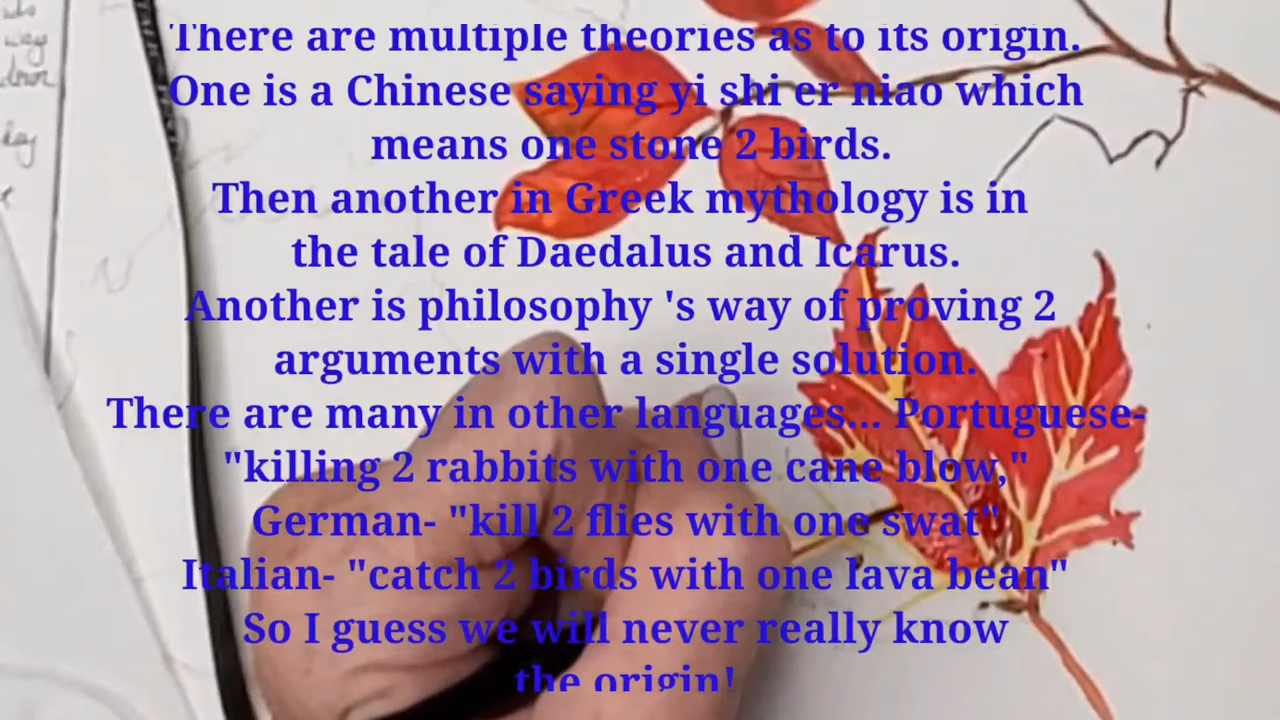 There are multiple theories as to its origin.
One is a Chinese saying yi shi er niao which
means one stone 2 birds.
Then another in Greek mythology is in
the tale of Daedalus and Icarus.
Another is philosophy 's way of proving 2
arguments with a single solution.
There are many in other languages... Portuguese-
"killing 2 rabbits with one cane blow,"
German- "kill 2 flies with one swat"
Italian- "catch 2 birds with one lava bean"
So I guess we will never really know
the origin!